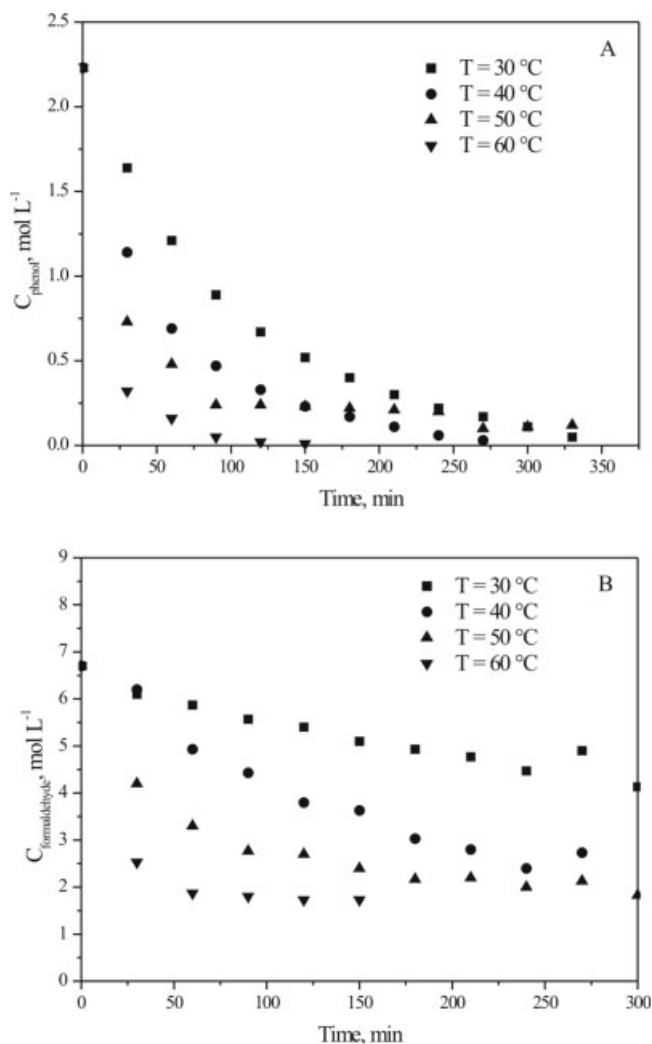 A
T = 30 °C
T = 40 °C
T = 50 °C
T = 60 °C
2.5
2.0
1.5
1.0
0.5
0.0
C phenol, mol L-1
0 50 100 150 200 250 300 350
Time, min
B
T = 30 °C
T = 40 °C
T = 50 °C
T = 60 °C
9
8
7
6
5
4
3
2
1
0
C formaldehyde, mol L-1
0 50 100 150 200 250 300
Time, min